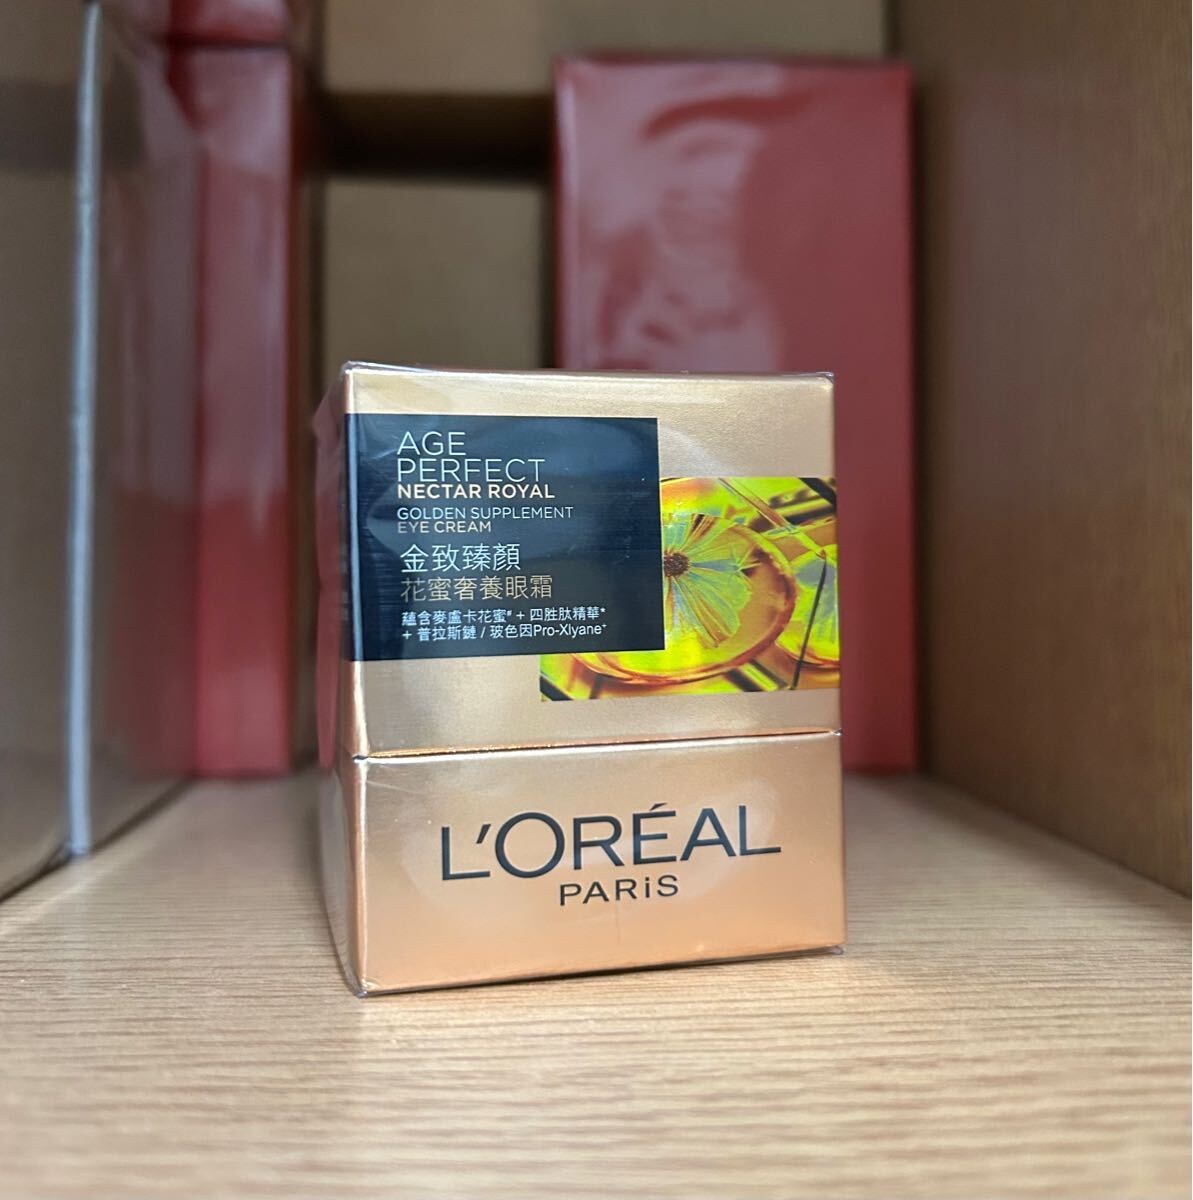 AGE
PERFECT
NECTAR ROYAL
GOLDEN SUPPLEMENT
EYE CREAM
金致臻顏
花蜜奢養眼霜
蘊含麥盧卡花蜜# + 四胜肽精華*
+ 普拉斯鏈 / 玻色因Pro-Xlyane+
L'ORÉAL
PARiS